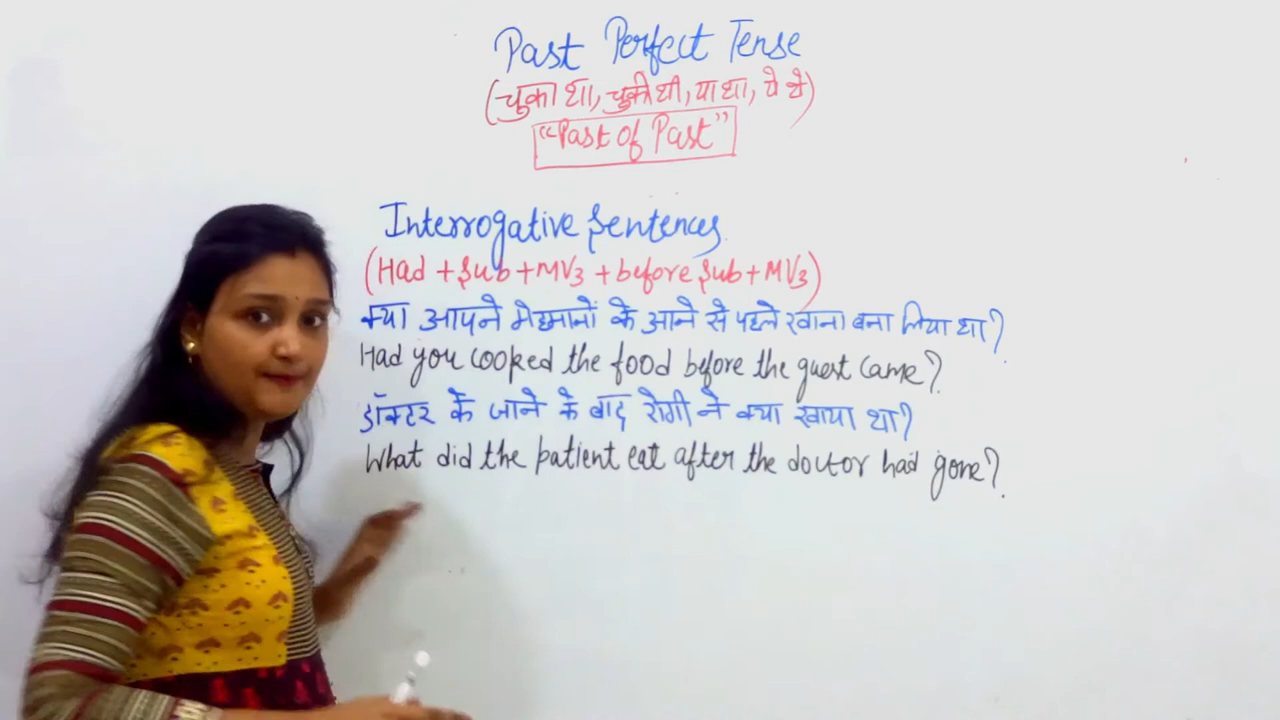 Past Perfect Tense
(चुका था, चुकी थी, या था, ये थे)
"Past of Past"
Interrogative Sentences
(Had + Sub + MV3 + before Sub + MV3)
क्या आपने मेहमानों के आने से पहले खाना बना लिया था?
Had you cooked the food before the guest came?
डॉक्टर के जाने के बाद रोगी ने क्या खाया था?
What did the patient eat after the doctor had gone?